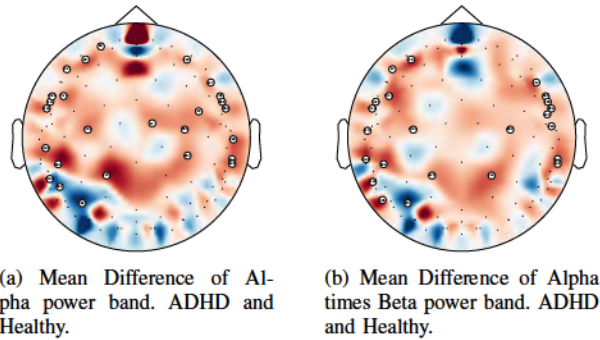 (a) Mean Difference of Al-
pha power band. ADHD and
Healthy.
(b) Mean Difference of Alpha
times Beta power band. ADHD
and Healthy.